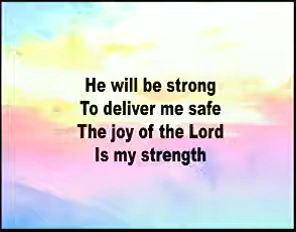 He will be strong
To deliver me safe
The joy of the Lord
Is my strength